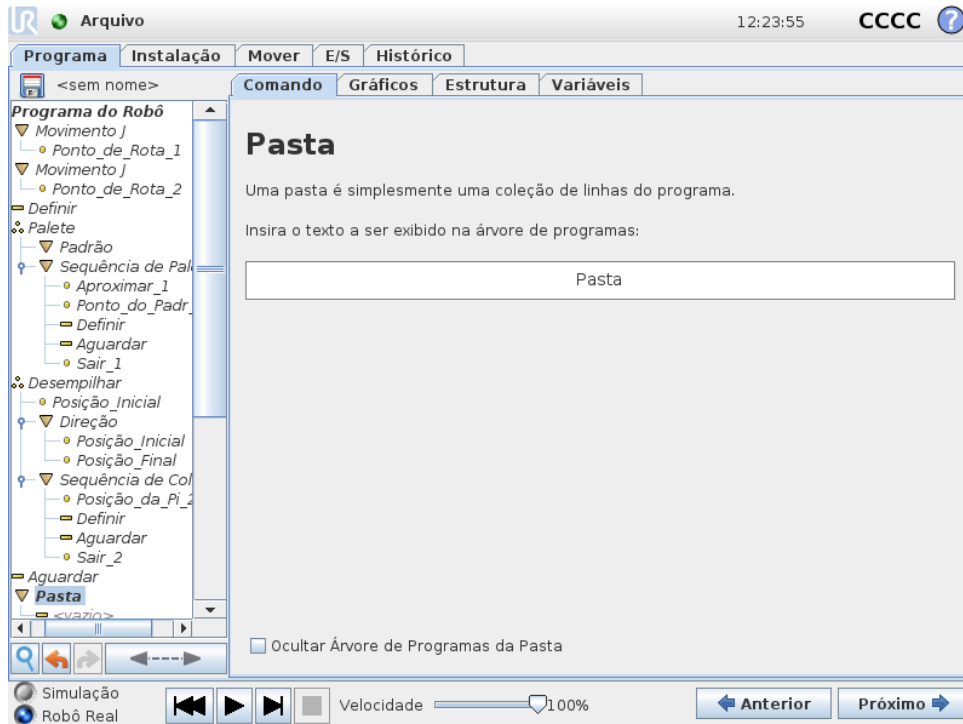 UR Arquivo 12:23:55 CCCC ?
Programa Instalação Mover E/S Histórico
<sem nome> Comando Gráficos Estrutura Variáveis
Programa do Robô
Movimento J
Ponto_de_Rota_1
Movimento J
Ponto_de_Rota_2
Definir
Palete
Padrão
Sequência de Pal
Aproximar_1
Ponto_do_Padr_
Definir
Aguardar
Sair_1
Desempilhar
Posição_Inicial
Direção
Posição_Inicial
Posição_Final
Sequência de Col
Posição_da_Pi_2
Definir
Aguardar
Sair_2
Aguardar
Pasta
<vazio>
Pasta
Uma pasta é simplesmente uma coleção de linhas do programa.
Insira o texto a ser exibido na árvore de programas:
Pasta
Ocultar Árvore de Programas da Pasta
Simulação
Robô Real
Velocidade 100%
Anterior Próximo